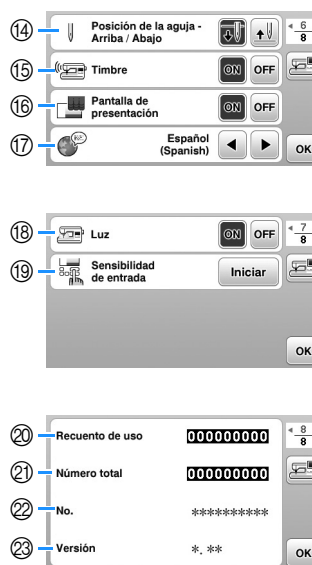 ⑭ Posición de la aguja -
Arriba / Abajo
6
8
⑮ Timbre ON OFF
⑯ Pantalla de
presentación ON OFF
⑰ Español
(Spanish)
OK
⑱ Luz ON OFF
7
8
⑲ Sensibilidad
de entrada Iniciar
OK
⑳ Recuento de uso 000000000
8
8
㉑ Número total 000000000
㉒ No. **********
㉓ Versión *.**
OK